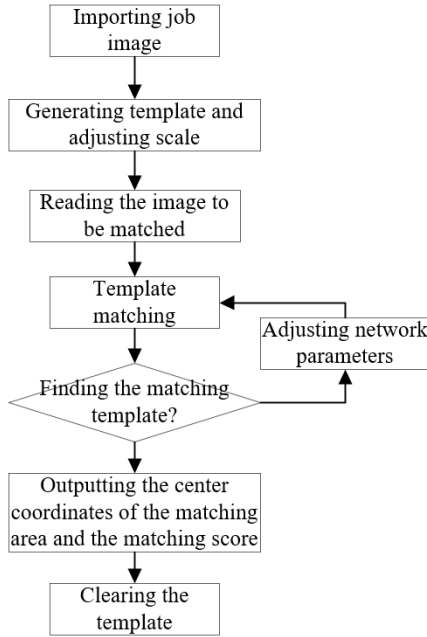 Importing job
image
Generating template and
adjusting scale
Reading the image to
be matched
Template
matching
Adjusting network
parameters
Finding the matching
template?
Outputting the center
coordinates of the matching
area and the matching score
Clearing the
template